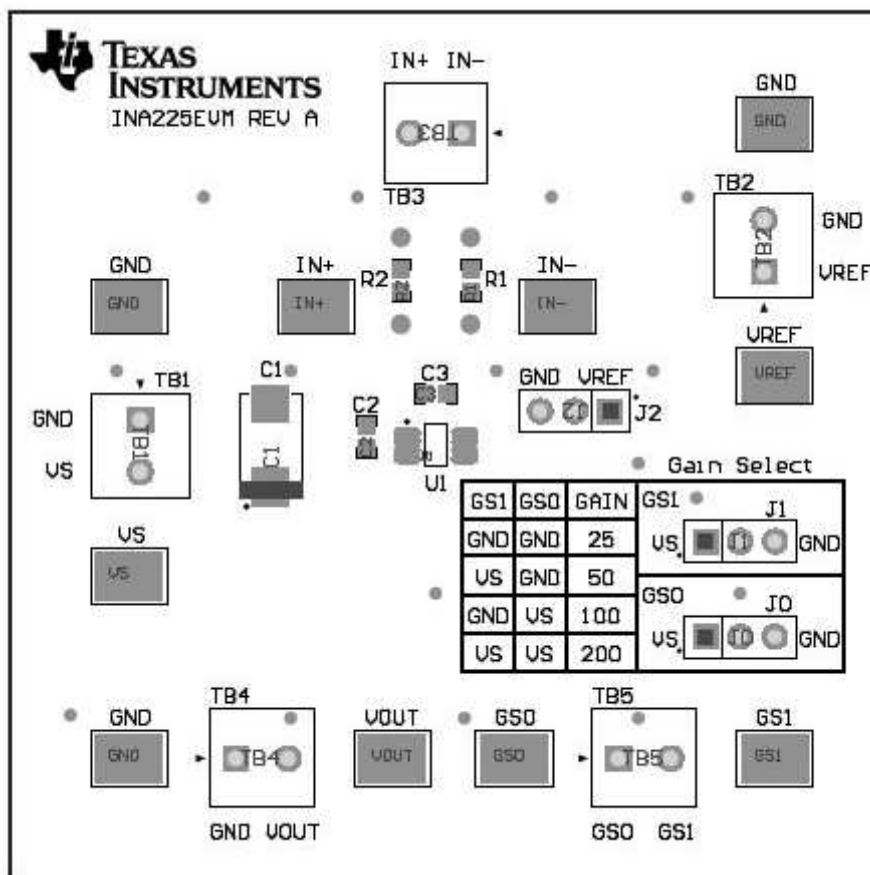 TEXAS
INSTRUMENTS
INA225EVM REV A
IN+ IN-
TB3
TB3
GND
GND
TB2
TB2
GND
VREF
GND
GND
IN+
IN+
R2
R2
R1
R1
IN-
IN-
VREF
VREF
TB1
TB1
GND
VS
C1
C1
C3
C3
C2
C2
U1
GND VREF
J2
J2
VS
VS
Gain Select
GS1 GS0 GAIN
GND GND 25
VS GND 50
GND VS 100
VS VS 200
GS1
J1
VS J1 GND
GS0
J0
VS J0 GND
GND
GND
TB4
TB4
GND VOUT
VOUT
VOUT
GS0
GS0
TB5
TB5
GS0 GS1
GS1
GS1